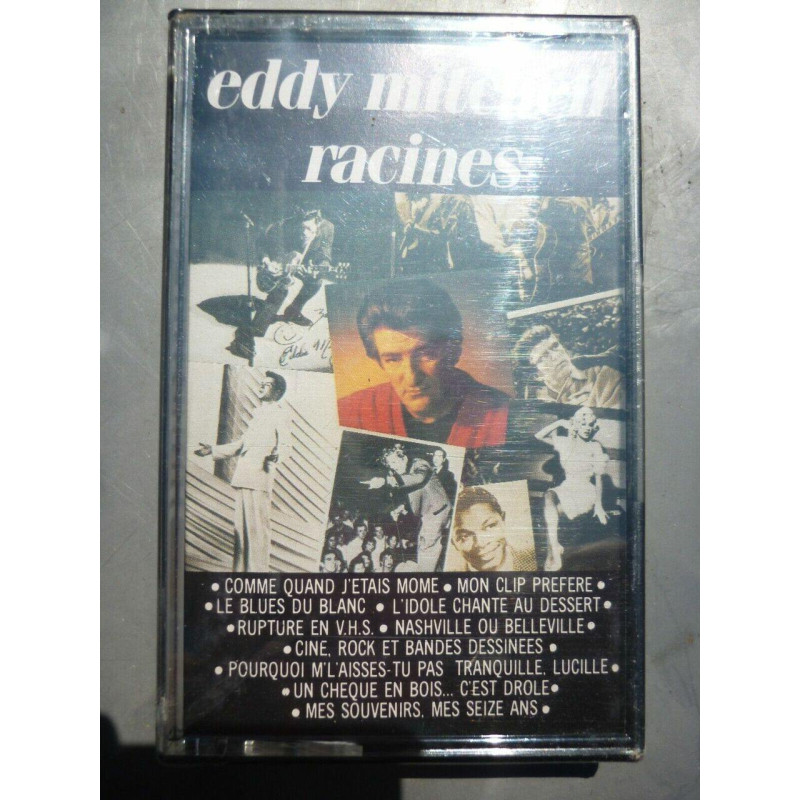 eddy mitchell
racines
• COMME QUAND J'ETAIS MOME • MON CLIP PREFERE •
• LE BLUES DU BLANC • L'IDOLE CHANTE AU DESSERT •
• RUPTURE EN V.H.S. • NASHVILLE OU BELLEVILLE •
• CINE, ROCK ET BANDES DESSINEES •
• POURQUOI M'L'AISSES-TU PAS TRANQUILLE, LUCILLE •
• UN CHEQUE EN BOIS... C'EST DROLE •
• MES SOUVENIRS, MES SEIZE ANS •